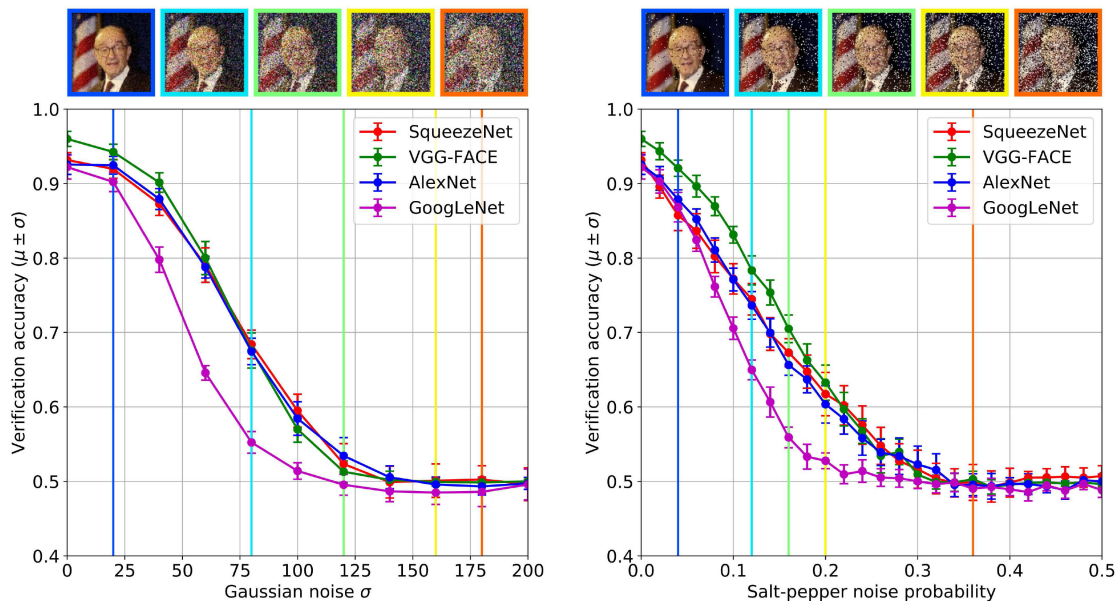 1.0
0.9
0.8
0.7
0.6
0.5
0.4
Verification accuracy (μ ± σ)
SqueezeNet
VGG-FACE
AlexNet
GoogLeNet
0 25 50 75 100 125 150 175 200
Gaussian noise σ
1.0
0.9
0.8
0.7
0.6
0.5
0.4
Verification accuracy (μ ± σ)
SqueezeNet
VGG-FACE
AlexNet
GoogLeNet
0.0 0.1 0.2 0.3 0.4 0.5
Salt-pepper noise probability